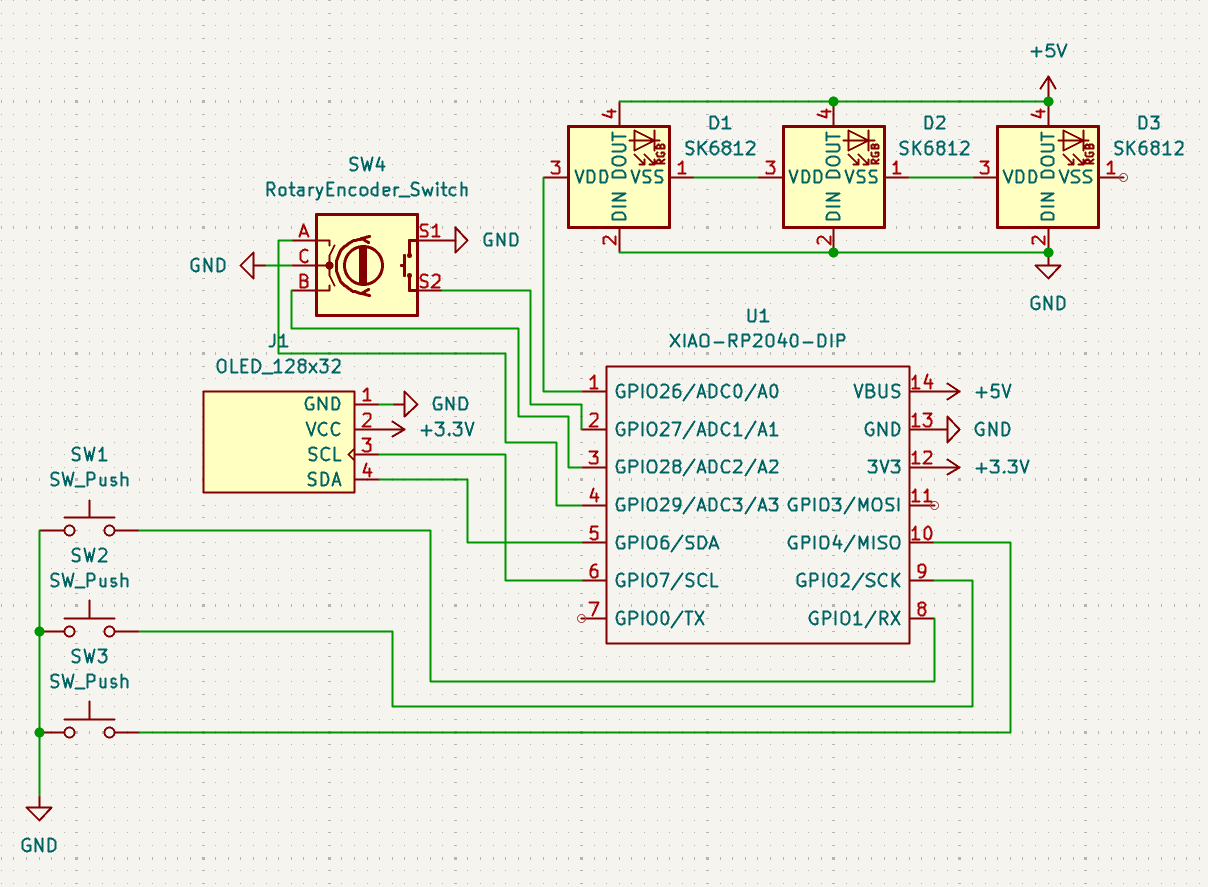 +5V
D1
SK6812
D2
SK6812
D3
SK6812
4
DOUT
RGB
3
VDD
VSS
1
DIN
2
4
DOUT
RGB
3
VDD
VSS
1
DIN
2
4
DOUT
RGB
3
VDD
VSS
1
DIN
2
GND
SW4
RotaryEncoder_Switch
A
C
B
S1
S2
GND
GND
J1
OLED_128x32
GND 1
VCC 2
SCL 3
SDA 4
GND
+3.3V
U1
XIAO-RP2040-DIP
1 GPIO26/ADC0/A0
2 GPIO27/ADC1/A1
3 GPIO28/ADC2/A2
4 GPIO29/ADC3/A3
5 GPIO6/SDA
6 GPIO7/SCL
7 GPIO0/TX
VBUS 14 +5V
GND 13 GND
3V3 12 +3.3V
GPIO3/MOSI 11
GPIO4/MISO 10
GPIO2/SCK 9
GPIO1/RX 8
SW1
SW_Push
SW2
SW_Push
SW3
SW_Push
GND